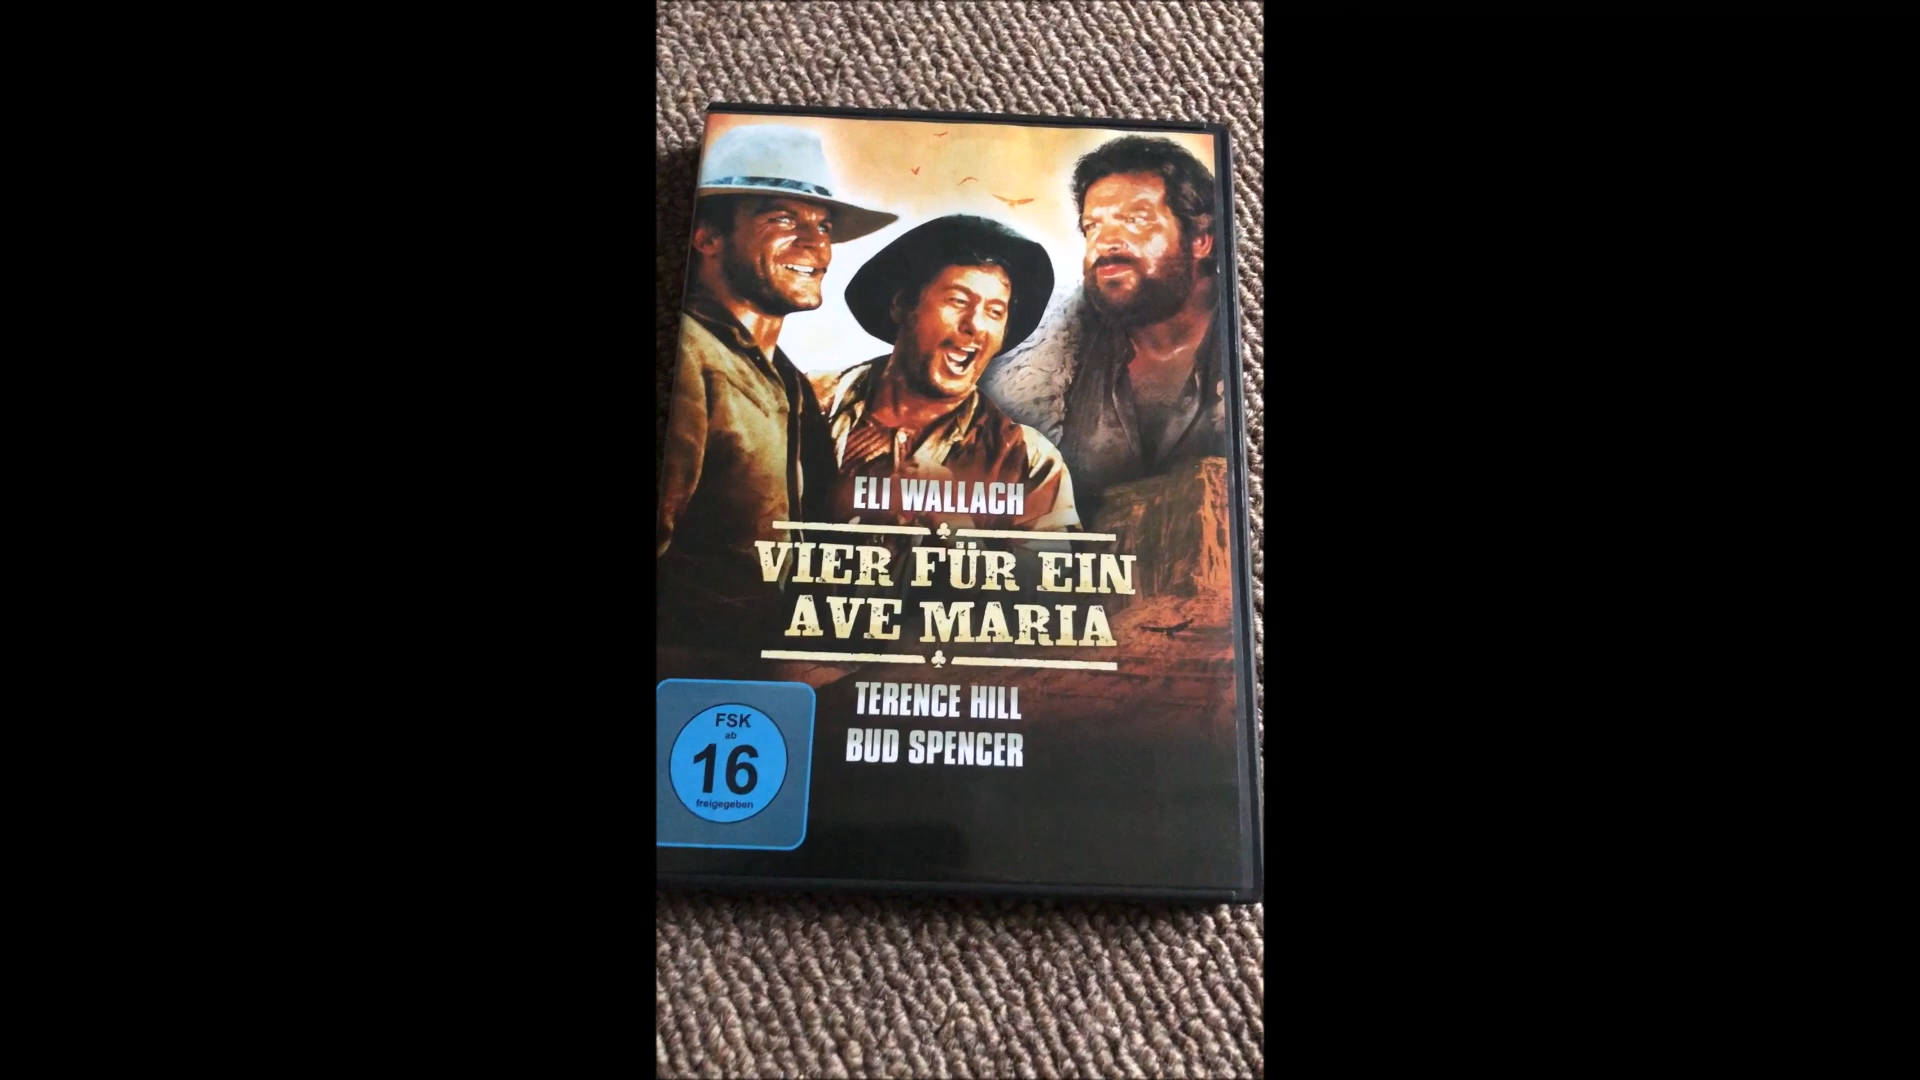 ELI WALLACH
VIER FÜR EIN
AVE MARIA
TERENCE HILL
BUD SPENCER
FSK
ab
16
freigegeben